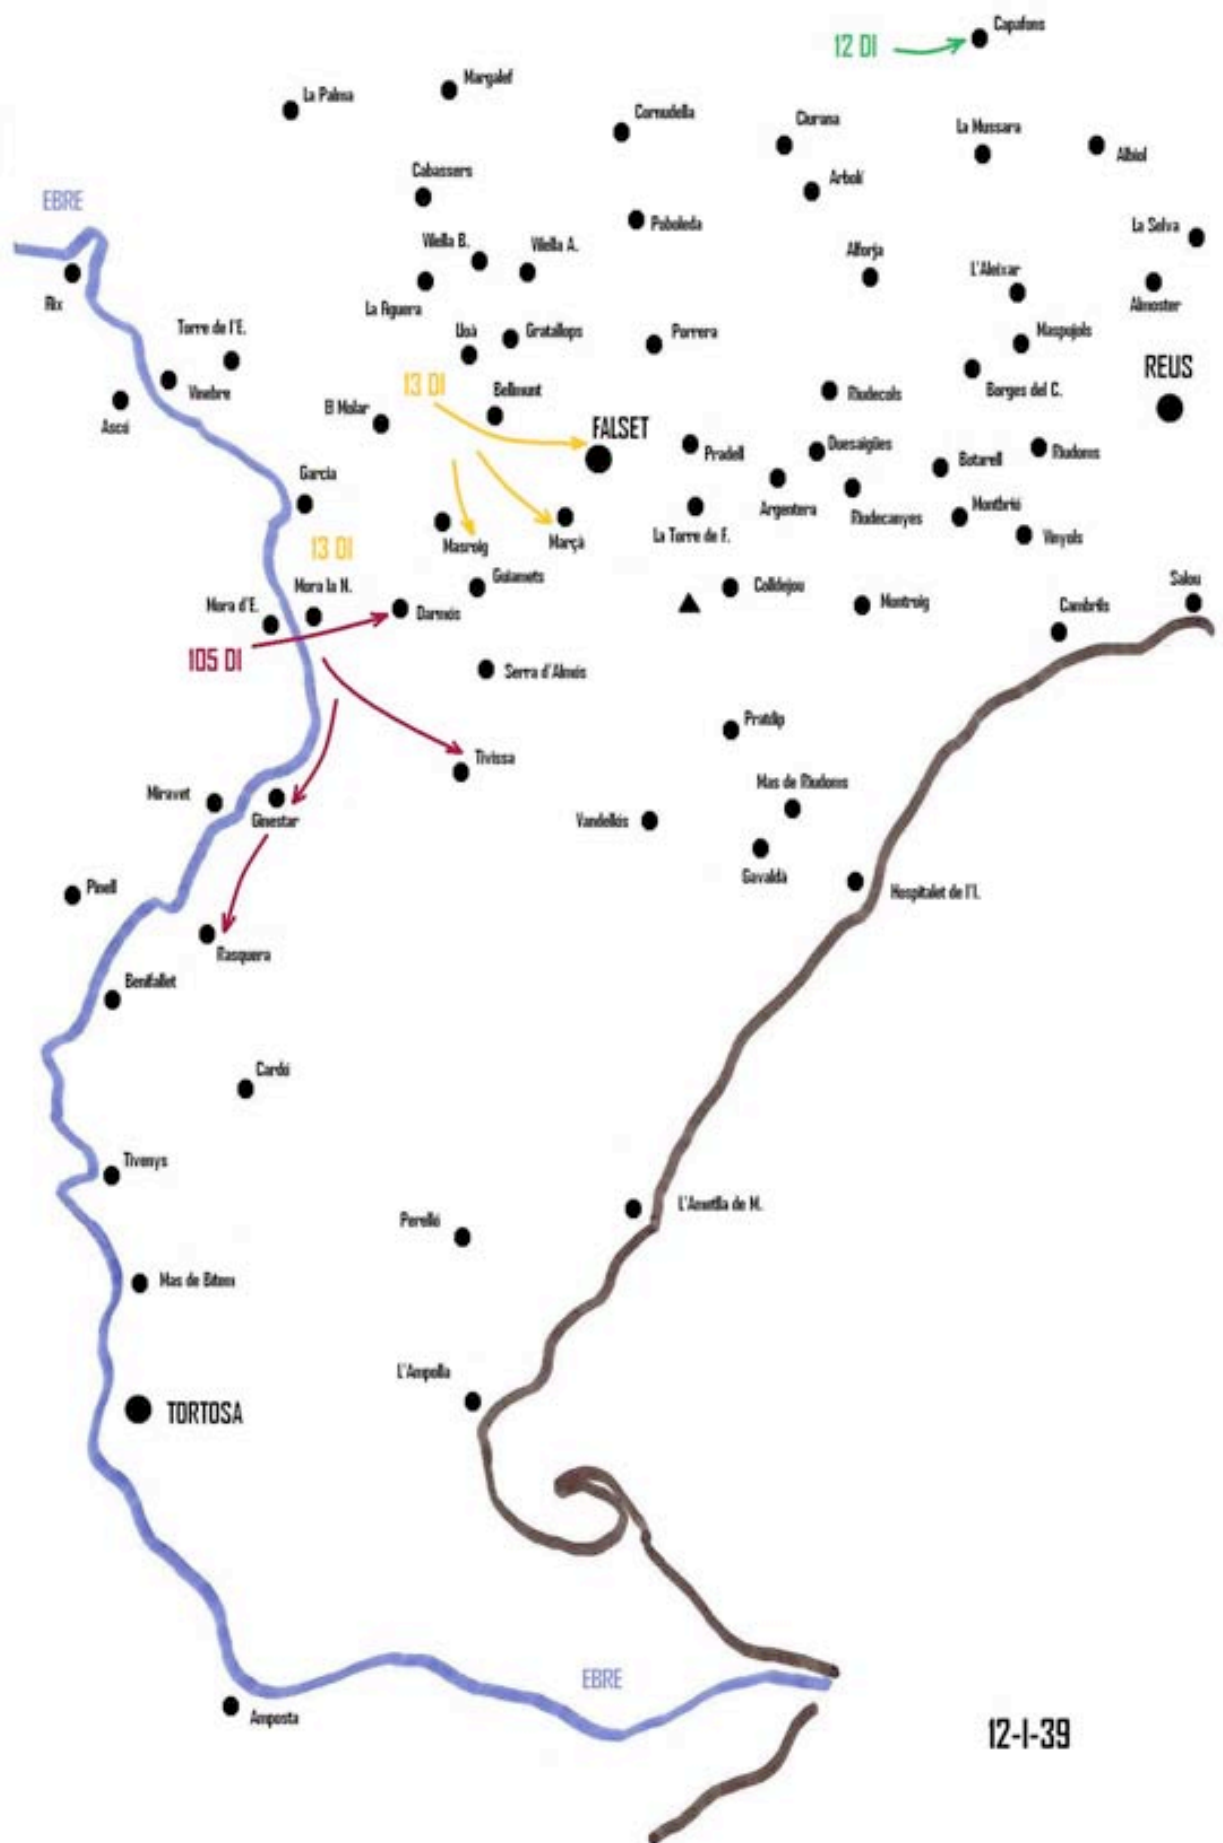 Capafons
12 DI
Margalef
La Palma
Cornudella
Ciurana
La Mussara
Albiol
Cabassers
Arbolí
EBRE
Poboleda
La Selva
Vilella B.
Vilella A.
Alforja
L'Aleixar
Flix
La Figuera
Almoster
Torre de l'E.
Lloà
Gratallops
Porrera
Maspujols
REUS
13 DI
Vinebre
Bellmunt
Riudecols
Borges del C.
El Molar
Ascó
FALSET
Pradell
Duesaigües
Botarell
Riudoms
Garcia
Argentera
Riudecanyes
Montbrió
13 DI
Masroig
Marçà
La Torre de F.
Vinyols
Guiamets
Mora la N.
Colldejou
Salou
Mora d'E.
Darmós
Montroig
Cambrils
105 DI
Serra d'Almós
Pratdip
Tivissa
Miravet
Ginestar
Mas de Riudoms
Vandellós
Gavaldà
Pinell
Hospitalet de l'I.
Rasquera
Benifallet
Cardó
Tivenys
L'Ametlla de M.
Perelló
Mas de Bitem
L'Ampolla
TORTOSA
EBRE
Amposta
12-I-39